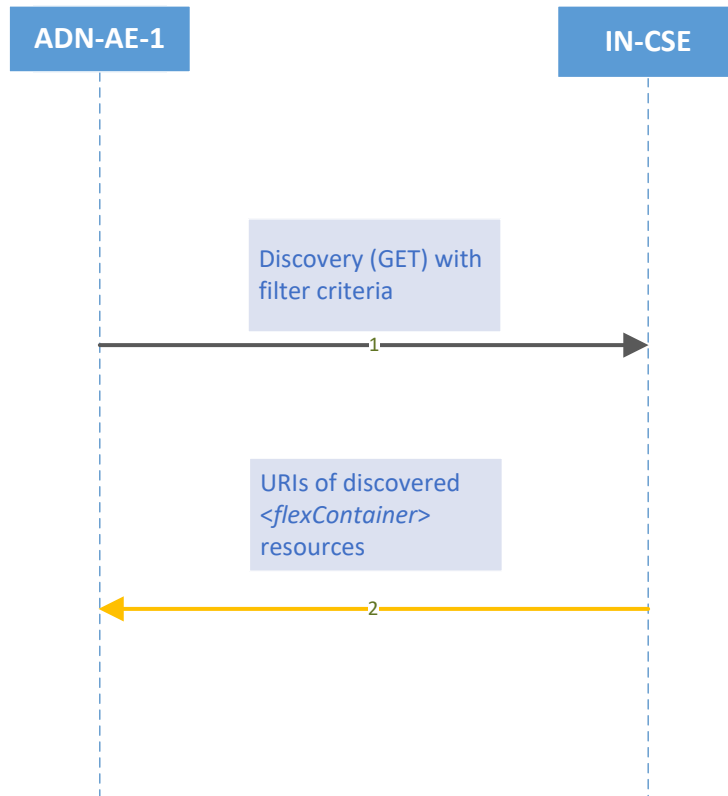 ADN-AE-1
IN-CSE
Discovery (GET) with
filter criteria
1
URIs of discovered
<flexContainer>
resources
2